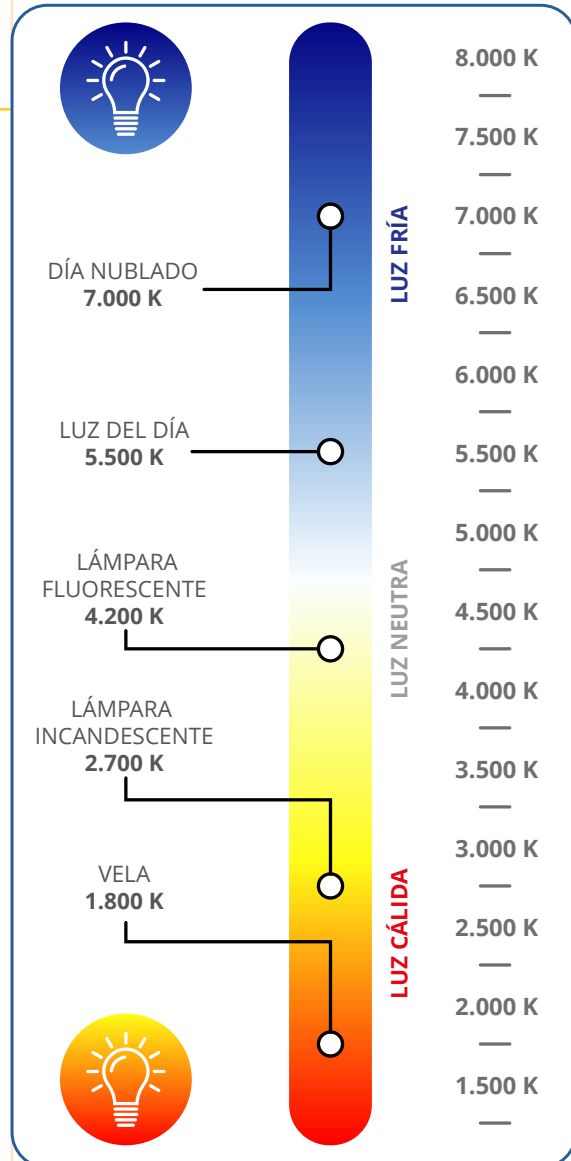 DÍA NUBLADO
7.000 K
LUZ DEL DÍA
5.500 K
LÁMPARA
FLUORESCENTE
4.200 K
LÁMPARA
INCANDESCENTE
2.700 K
VELA
1.800 K
LUZ FRÍA
LUZ NEUTRA
LUZ CÁLIDA
8.000 K
7.500 K
7.000 K
6.500 K
6.000 K
5.500 K
5.000 K
4.500 K
4.000 K
3.500 K
3.000 K
2.500 K
2.000 K
1.500 K